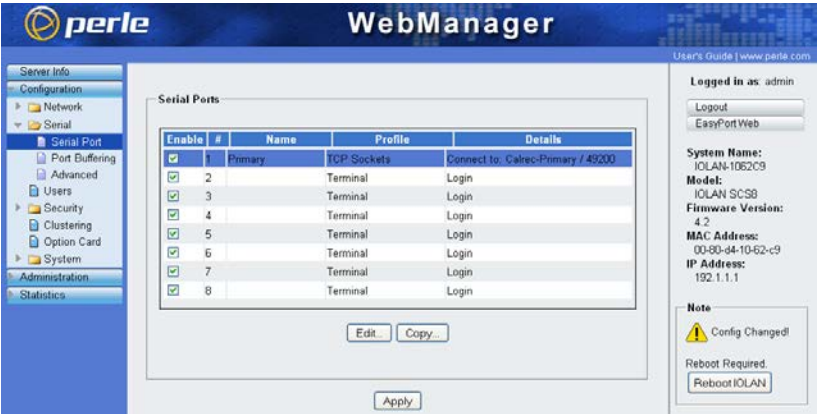 perle
WebManager
User's Guide | www.perle.com
Server Info
Configuration
Network
Serial
Serial Port
Port Buffering
Advanced
Users
Security
Clustering
Option Card
System
Administration
Statistics
Serial Ports
Enable # Name Profile Details
1 Primary TCP Sockets Connect to: Calrec-Primary / 49200
2 Terminal Login
3 Terminal Login
4 Terminal Login
5 Terminal Login
6 Terminal Login
7 Terminal Login
8 Terminal Login
Edit... Copy...
Apply
Logged in as: admin
Logout
EasyPort Web
System Name:
IOLAN-1062C9
Model:
IOLAN SCS8
Firmware Version:
4.2
MAC Address:
00-80-d4-10-62-c9
IP Address:
192.1.1.1
Note
Config Changed!
Reboot Required.
Reboot IOLAN